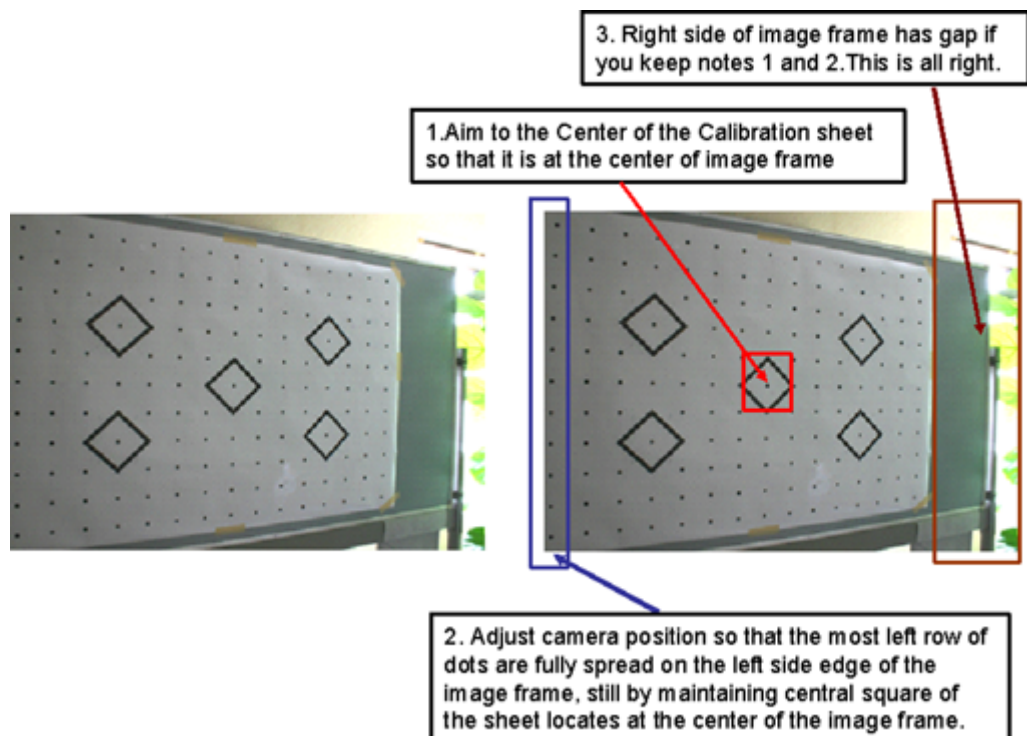 3. Right side of image frame has gap if
you keep notes 1 and 2.This is all right.
1.Aim to the Center of the Calibration sheet
so that it is at the center of image frame
2. Adjust camera position so that the most left row of
dots are fully spread on the left side edge of the
image frame, still by maintaining central square of
the sheet locates at the center of the image frame.